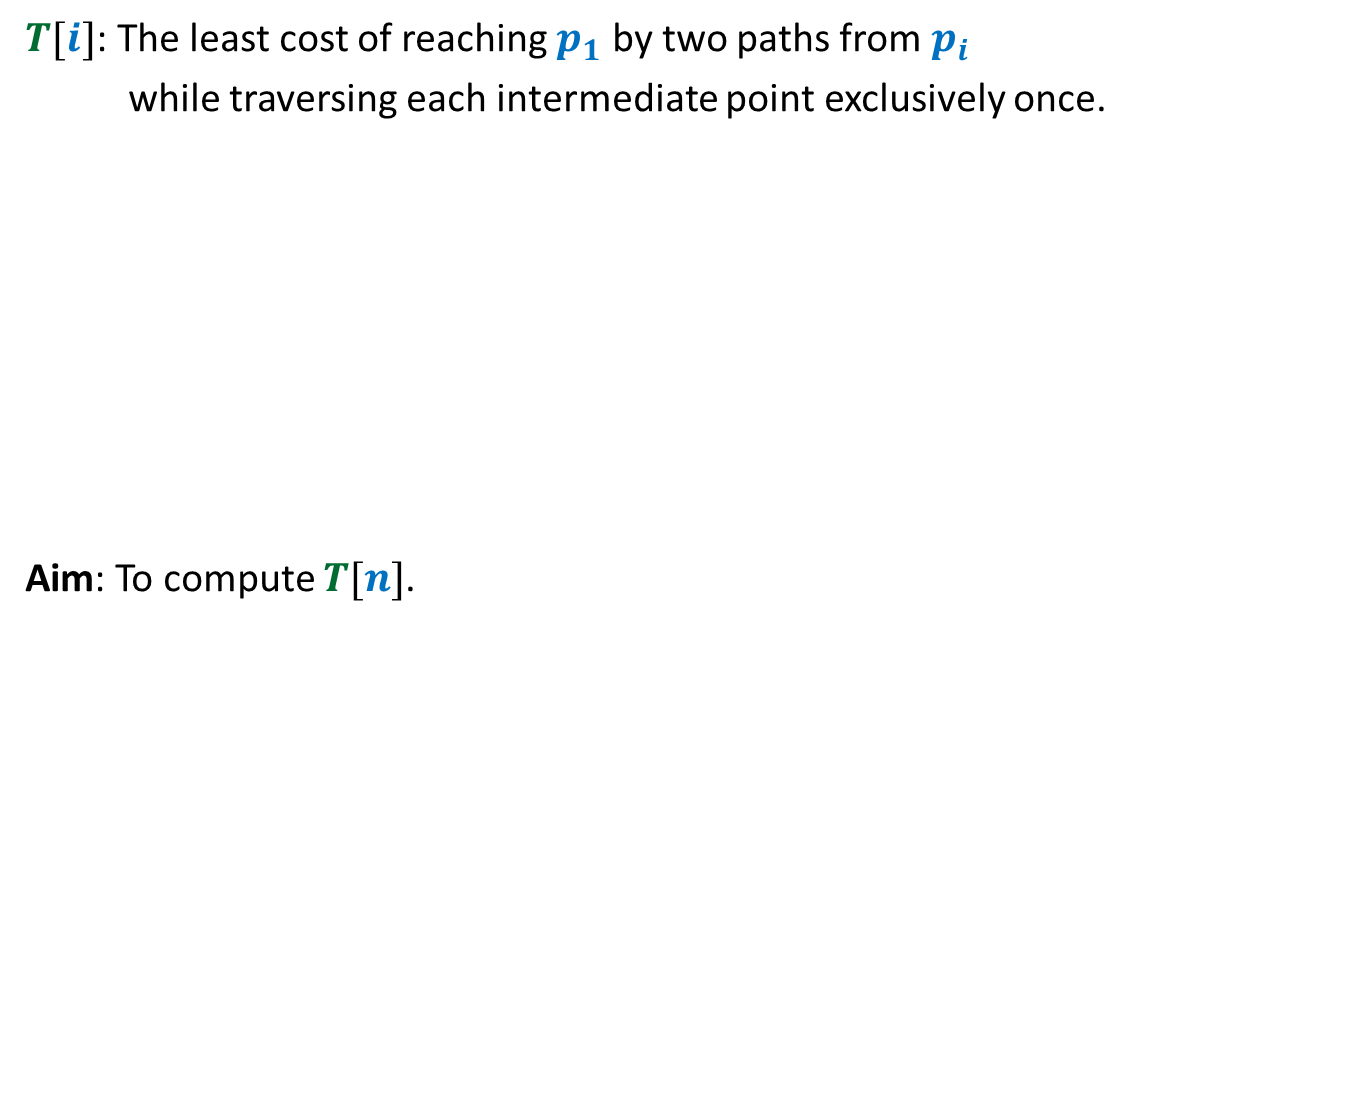 T[i]: The least cost of reaching p₁ by two paths from pᵢ
while traversing each intermediate point exclusively once.
Aim: To compute T[n].